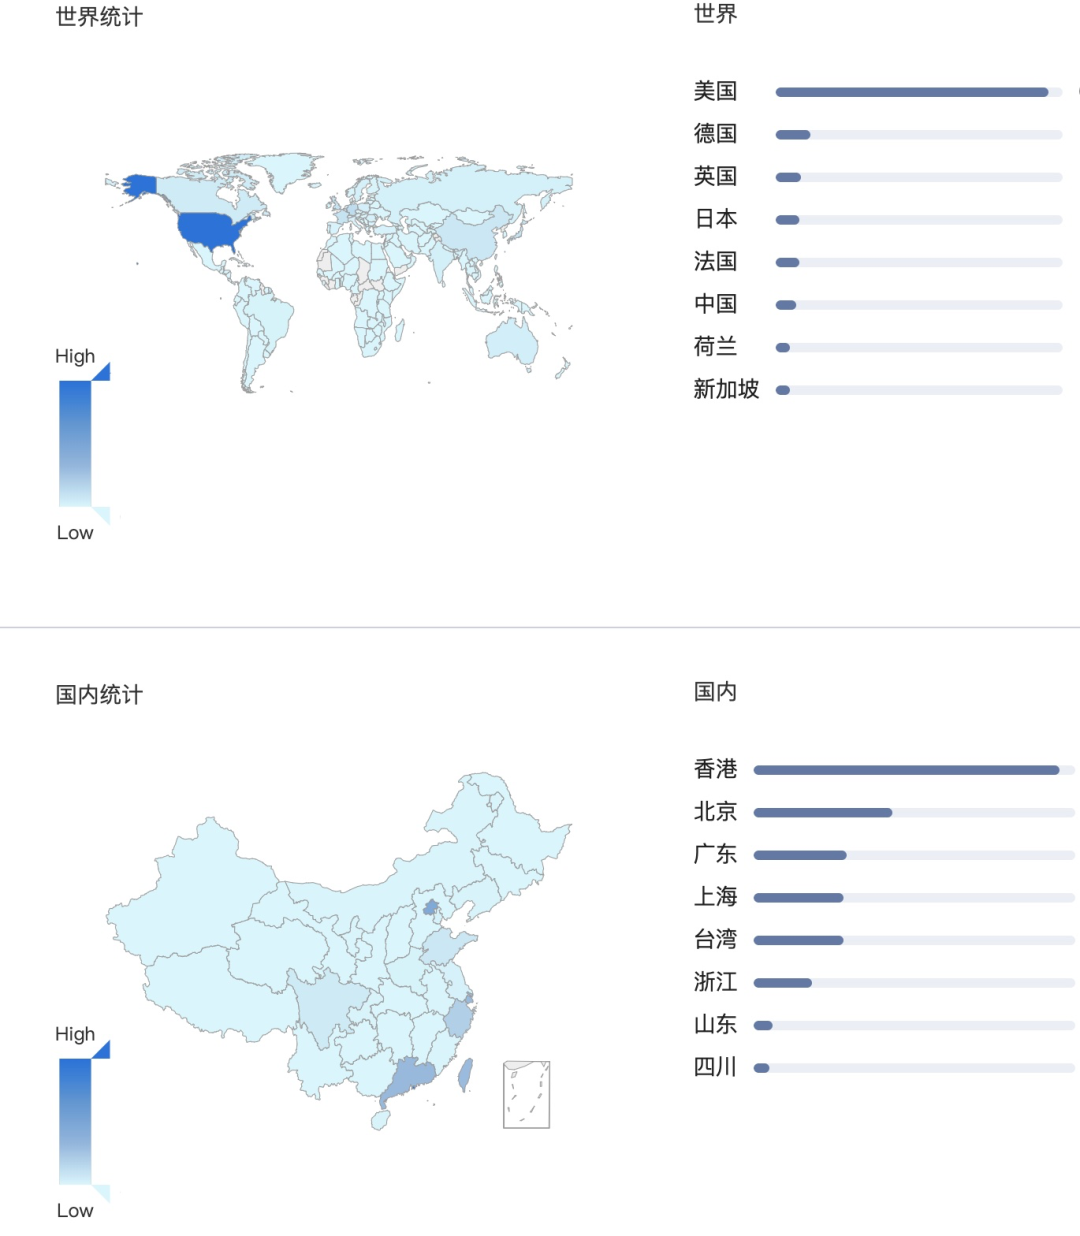 世界统计
世界
美国
德国
英国
日本
法国
中国
荷兰
新加坡
High
Low
国内统计
国内
香港
北京
广东
上海
台湾
浙江
山东
四川
High
Low